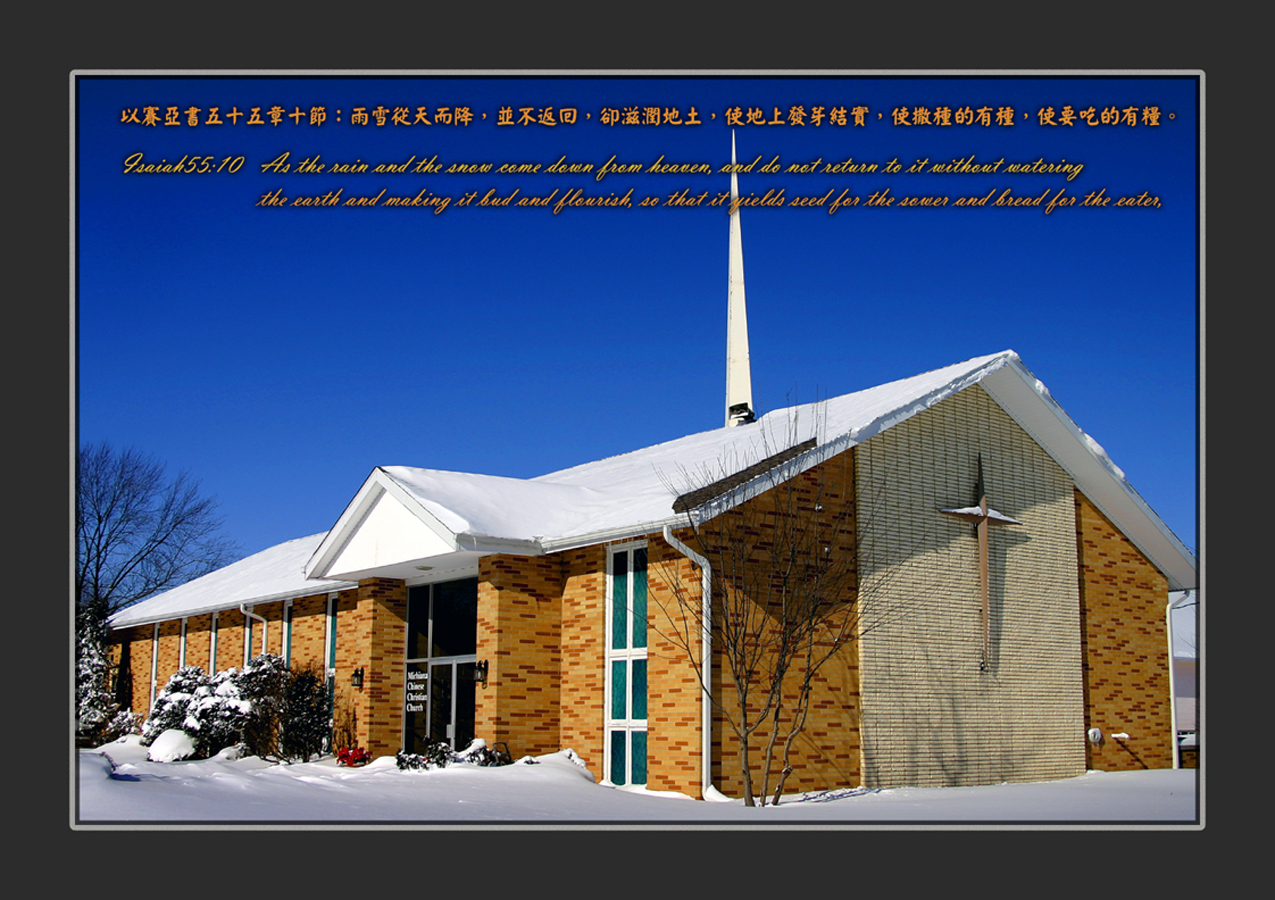 以賽亞書五十五章十節：雨雪從天而降，並不返回，卻滋潤地土，使地上發芽結實，使撒種的有種，使要吃的有糧。
Isaiah55:10 As the rain and the snow come down from heaven, and do not return to it without watering
the earth and making it bud and flourish, so that it yields seed for the sower and bread for the eater,
Michiana
Chinese
Christian
Church